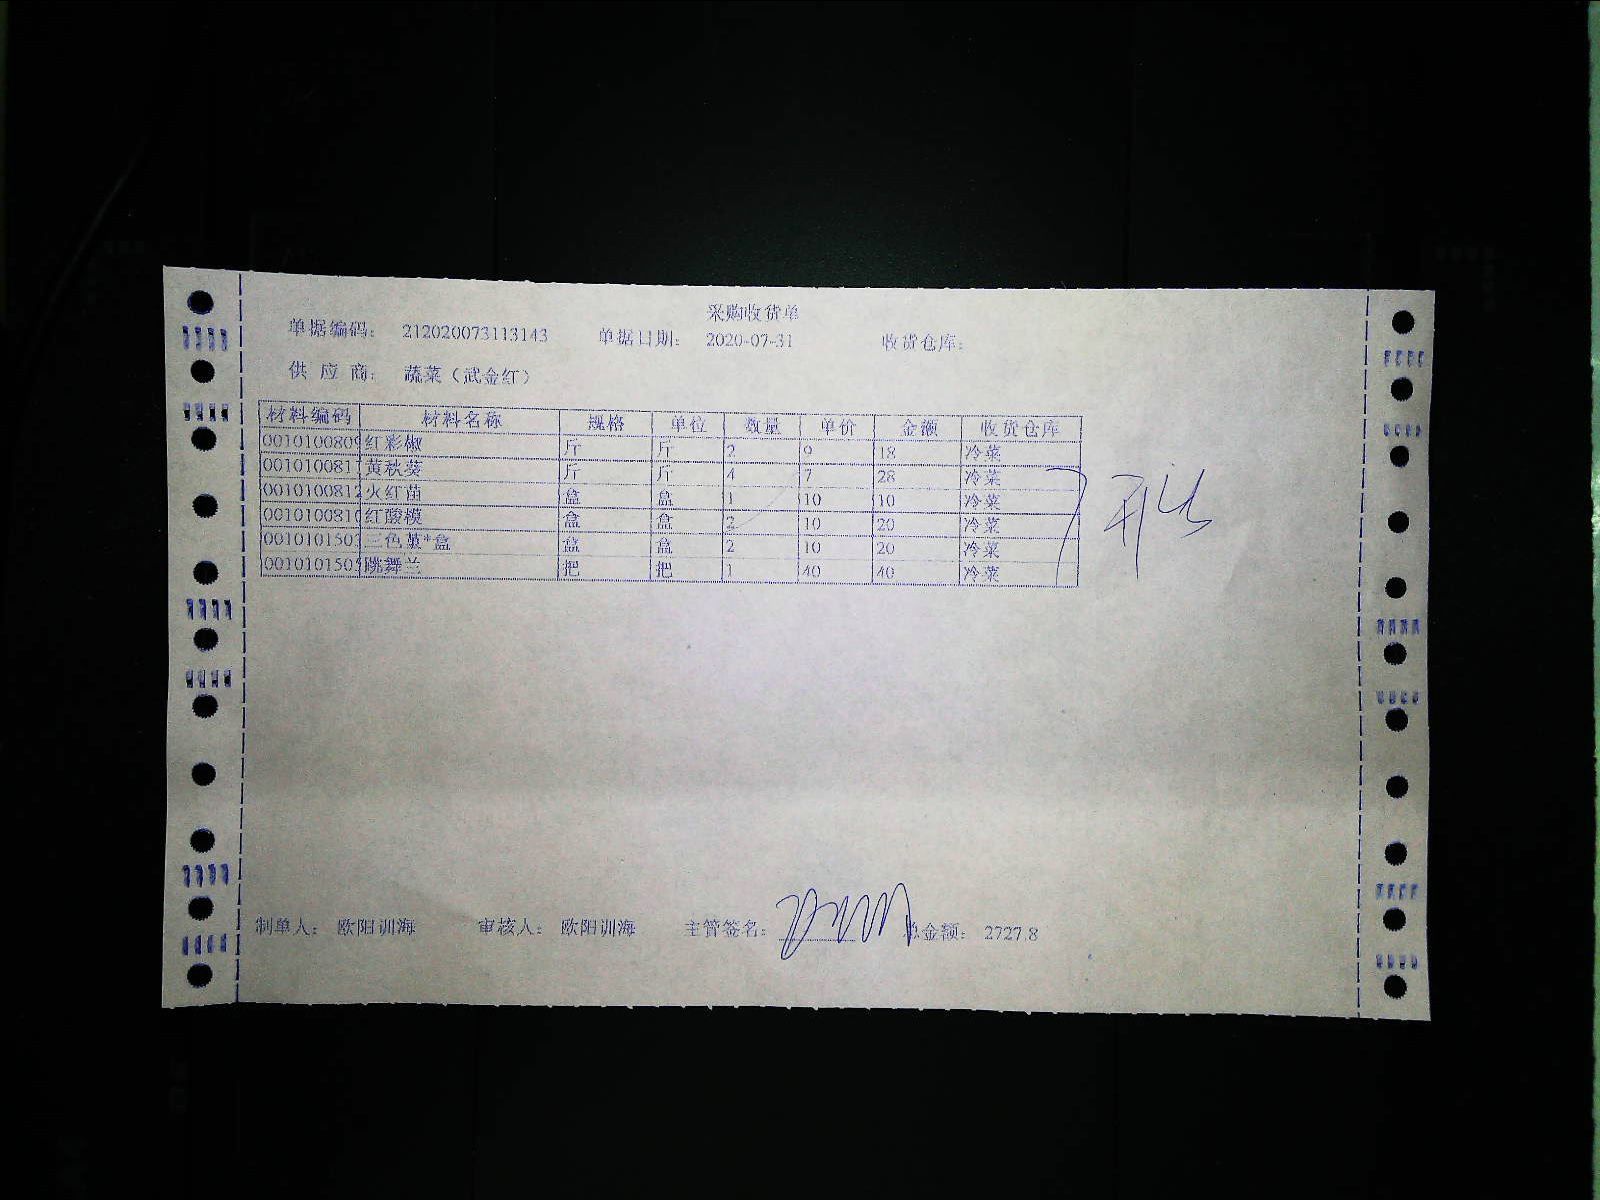 采购收货单
单据编码: 212020073113143 单据日期: 2020-07-31 收货仓库:
供 应 商: 蔬菜（武金红）
材料编码 材料名称 规格 单位 数量 单价 金额 收货仓库
0010100809 红彩椒 斤 斤 2 9 18 冷菜
001010081 黄秋葵 斤 斤 4 7 28 冷菜
0010100812 火红苗 盒 盒 1 10 10 冷菜
0010100810 红酸模 盒 盒 2 10 20 冷菜
001010150 三色堇*盒 盒 盒 2 10 20 冷菜
001010150 跳舞兰 把 把 1 40 40 冷菜
制单人: 欧阳训海 审核人: 欧阳训海 主管签名: 总金额: 2727.8